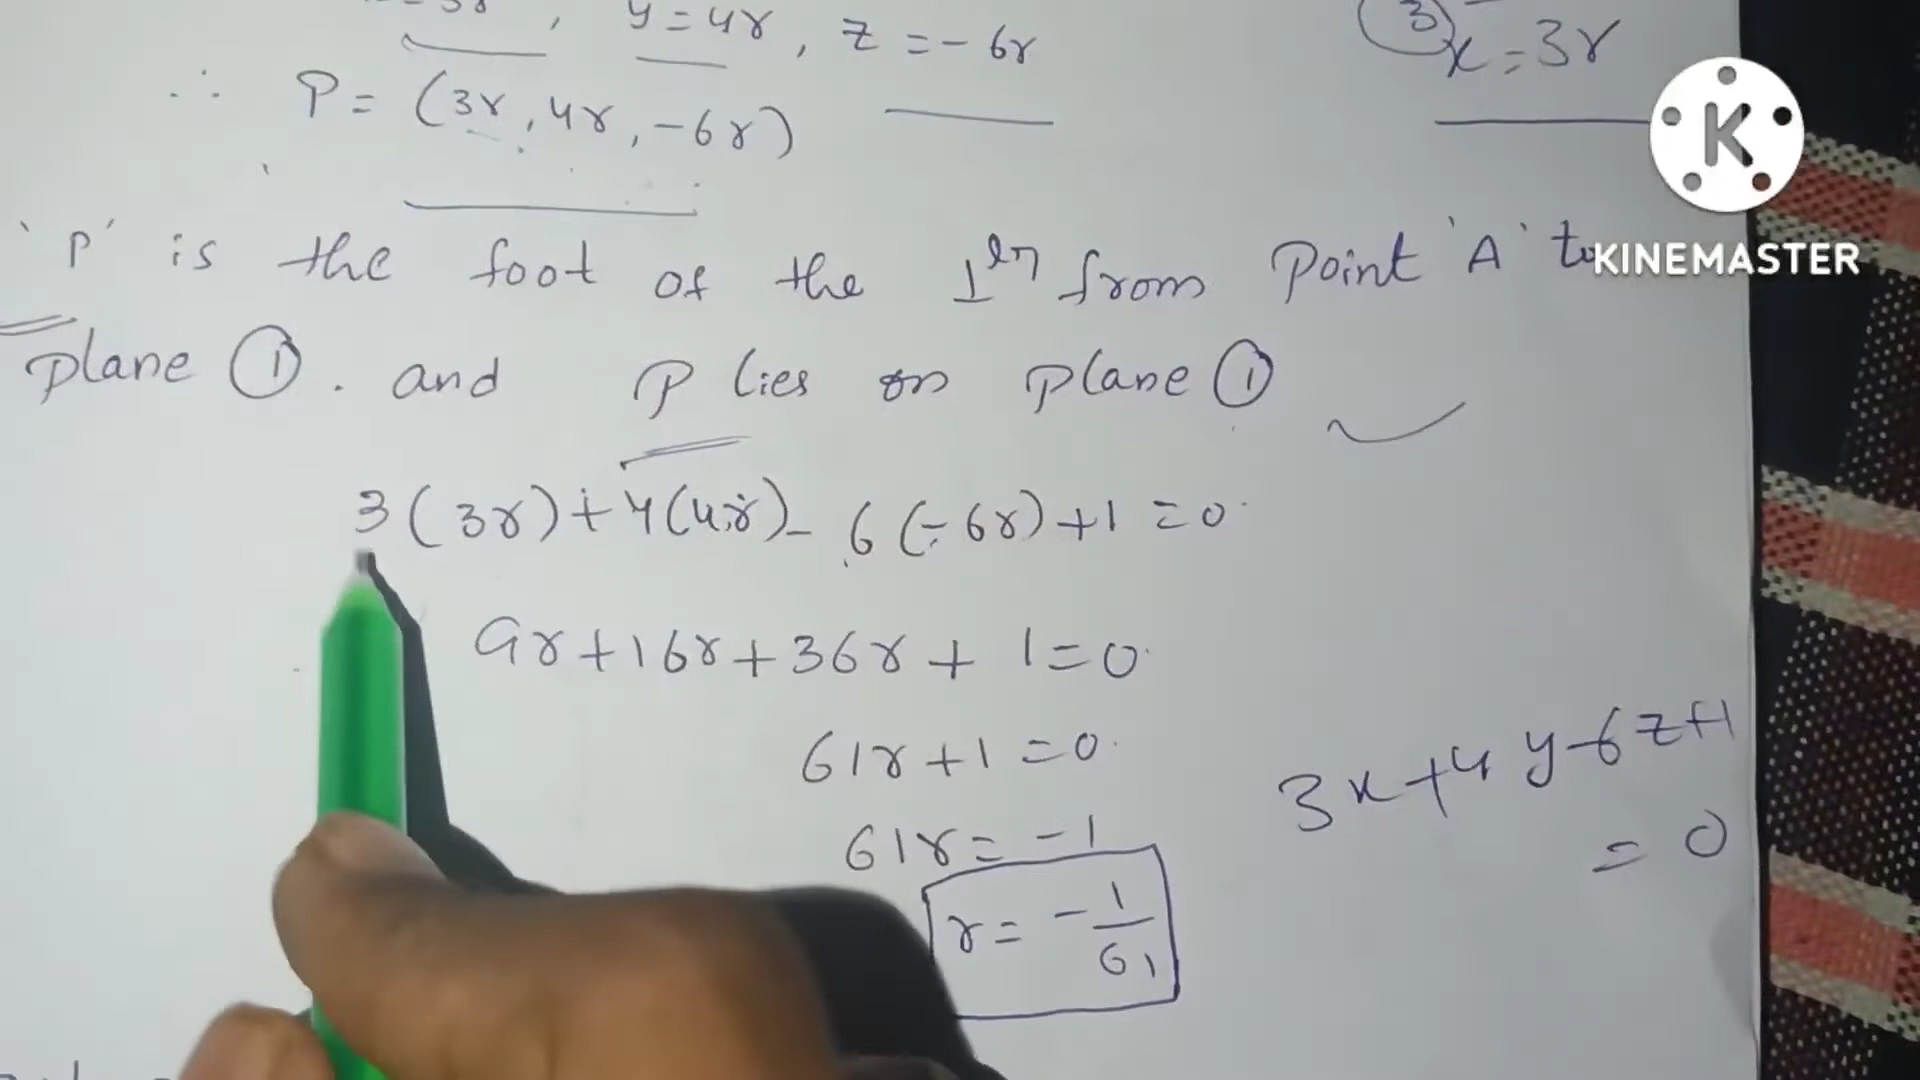 y = 4r, z = -6r
③ x = 3r
∴ P = (3r, 4r, -6r)
'P' is the foot of the ⊥lr from Point 'A' to
plane ① . and P lies on plane ①
3(3r) + 4(4r) - 6(-6r) + 1 = 0
9r + 16r + 36r + 1 = 0
61r + 1 = 0
61r = -1
r = -1/61
3x + 4y - 6z + 1
= 0
K
KINEMASTER